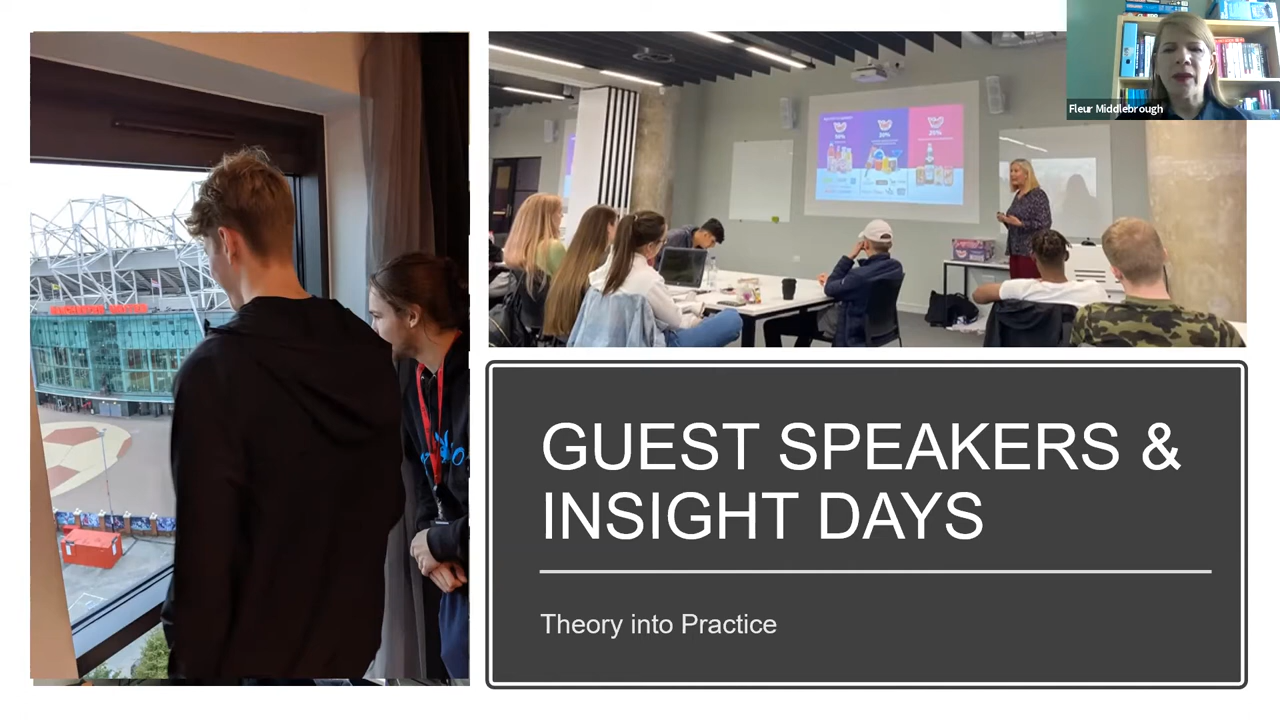 Fleur Middlebrough
GUEST SPEAKERS &
INSIGHT DAYS
Theory into Practice